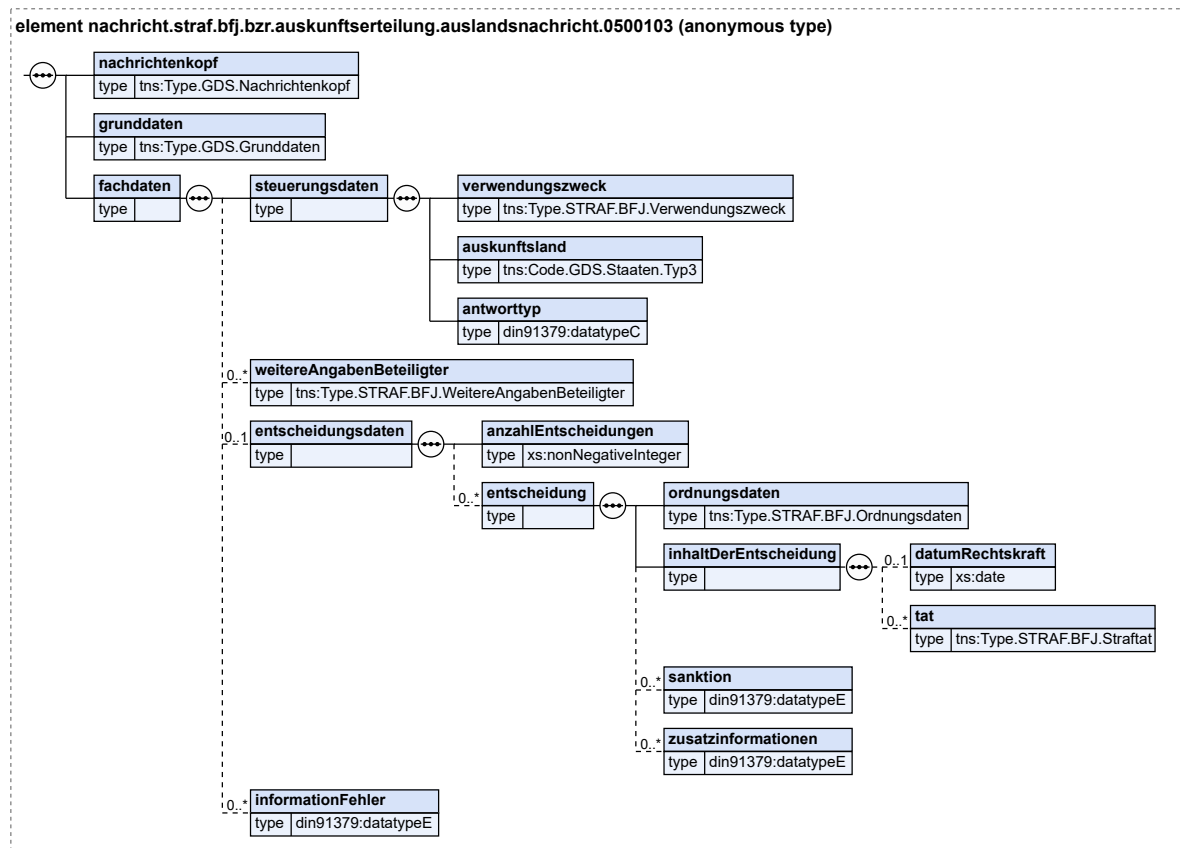 element nachricht.straf.bfj.bzr.auskunftserteilung.auslandsnachricht.0500103 (anonymous type)
nachrichtenkopf
type tns:Type.GDS.Nachrichtenkopf
grunddaten
type tns:Type.GDS.Grunddaten
fachdaten
type
steuerungsdaten
type
verwendungszweck
type tns:Type.STRAF.BFJ.Verwendungszweck
auskunftsland
type tns:Code.GDS.Staaten.Typ3
antworttyp
type din91379:datatypeC
0..*
weitereAngabenBeteiligter
type tns:Type.STRAF.BFJ.WeitereAngabenBeteiligter
0..1
entscheidungsdaten
type
anzahlEntscheidungen
type xs:nonNegativeInteger
0..*
entscheidung
type
ordnungsdaten
type tns:Type.STRAF.BFJ.Ordnungsdaten
inhaltDerEntscheidung
type
0..1
datumRechtskraft
type xs:date
0..*
tat
type tns:Type.STRAF.BFJ.Straftat
0..*
sanktion
type din91379:datatypeE
0..*
zusatzinformationen
type din91379:datatypeE
0..*
informationFehler
type din91379:datatypeE